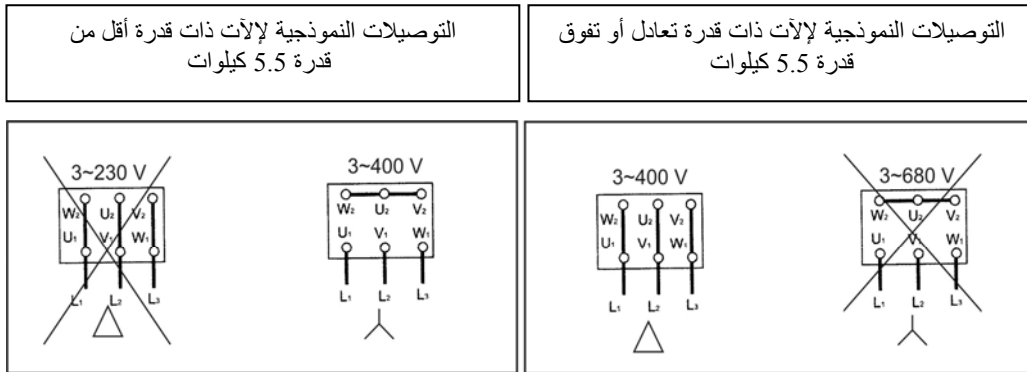 التوصيلات النموذجية لإلآت ذات قدرة تعادل أو تفوق
قدرة 5.5 كيلوات
التوصيلات النموذجية لإلآت ذات قدرة أقل من
قدرة 5.5 كيلوات
3~400 V
W₂ U₂ V₂
U₁ V₁ W₁
L₁ L₂ L₃
3~680 V
W₂ U₂ V₂
U₁ V₁ W₁
L₁ L₂ L₃
3~230 V
W₂ U₂ V₂
U₁ V₁ W₁
L₁ L₂ L₃
3~400 V
W₂ U₂ V₂
U₁ V₁ W₁
L₁ L₂ L₃